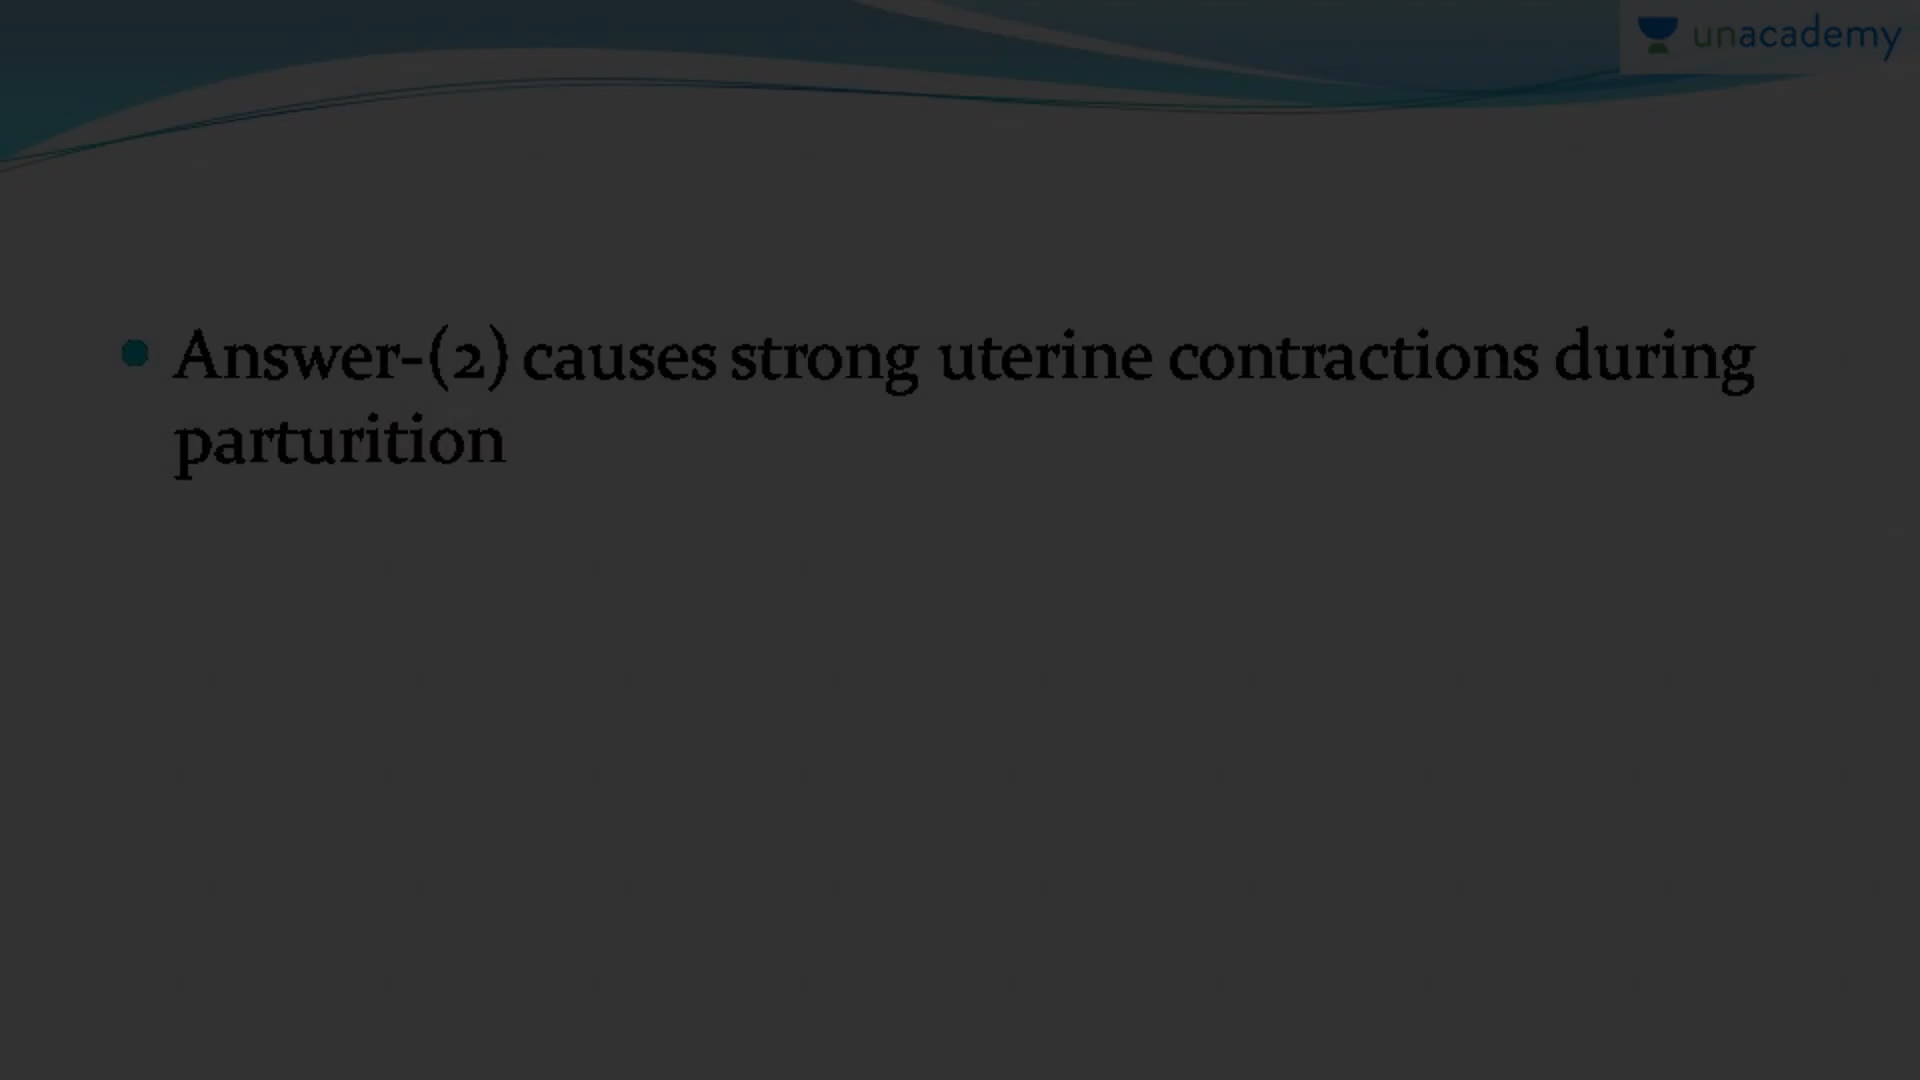 unacademy
Answer-(2) causes strong uterine contractions during
parturition